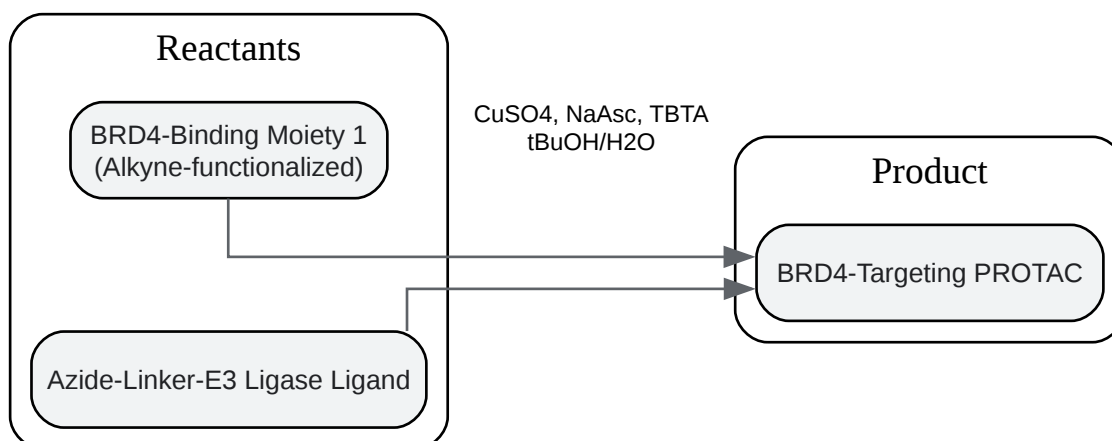 Reactants
BRD4-Binding Moiety 1
(Alkyne-functionalized)
Azide-Linker-E3 Ligase Ligand
CuSO4, NaAsc, TBTA
tBuOH/H2O
Product
BRD4-Targeting PROTAC